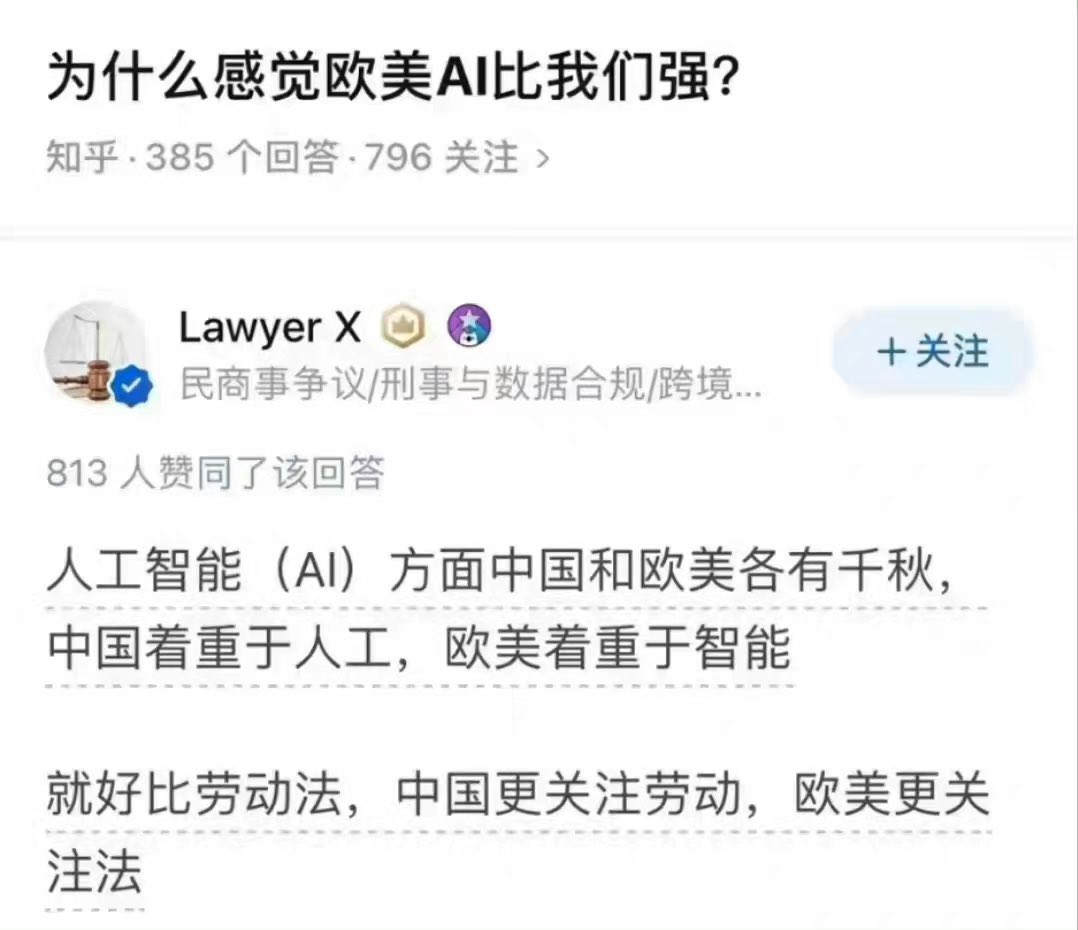 为什么感觉欧美AI比我们强?
知乎·385 个回答·796 关注 >
Lawyer X
民商事争议/刑事与数据合规/跨境...
+关注
813 人赞同了该回答
人工智能（AI）方面中国和欧美各有千秋，
中国着重于人工，欧美着重于智能
就好比劳动法，中国更关注劳动，欧美更关
注法